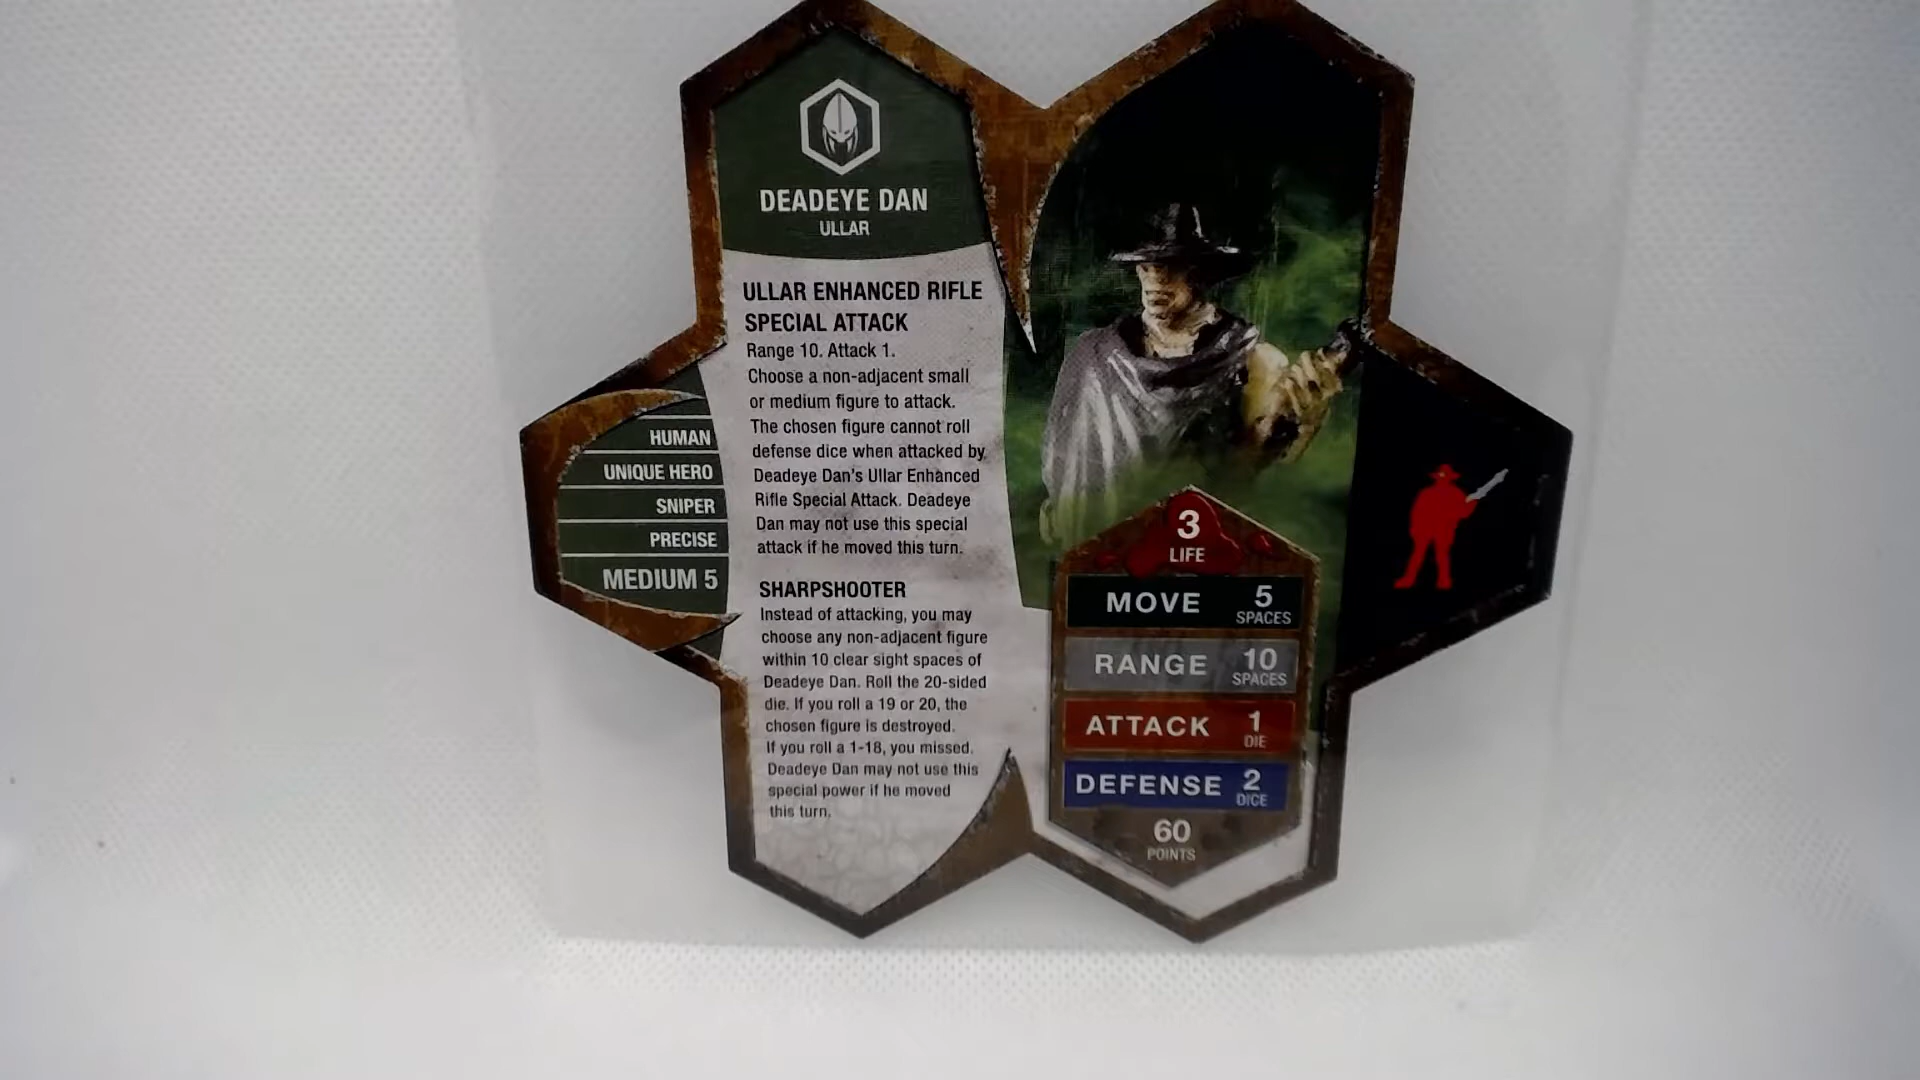 DEADEYE DAN
ULLAR
ULLAR ENHANCED RIFLE
SPECIAL ATTACK
Range 10. Attack 1.
Choose a non-adjacent small
or medium figure to attack.
The chosen figure cannot roll
defense dice when attacked by
Deadeye Dan's Ullar Enhanced
Rifle Special Attack. Deadeye
Dan may not use this special
attack if he moved this turn.
SHARPSHOOTER
Instead of attacking, you may
choose any non-adjacent figure
within 10 clear sight spaces of
Deadeye Dan. Roll the 20-sided
die. If you roll a 19 or 20, the
chosen figure is destroyed.
If you roll a 1-18, you missed.
Deadeye Dan may not use this
special power if he moved
this turn.
HUMAN
UNIQUE HERO
SNIPER
PRECISE
MEDIUM 5
3
LIFE
MOVE 5
SPACES
RANGE 10
SPACES
ATTACK 1
DIE
DEFENSE 2
DICE
60
POINTS